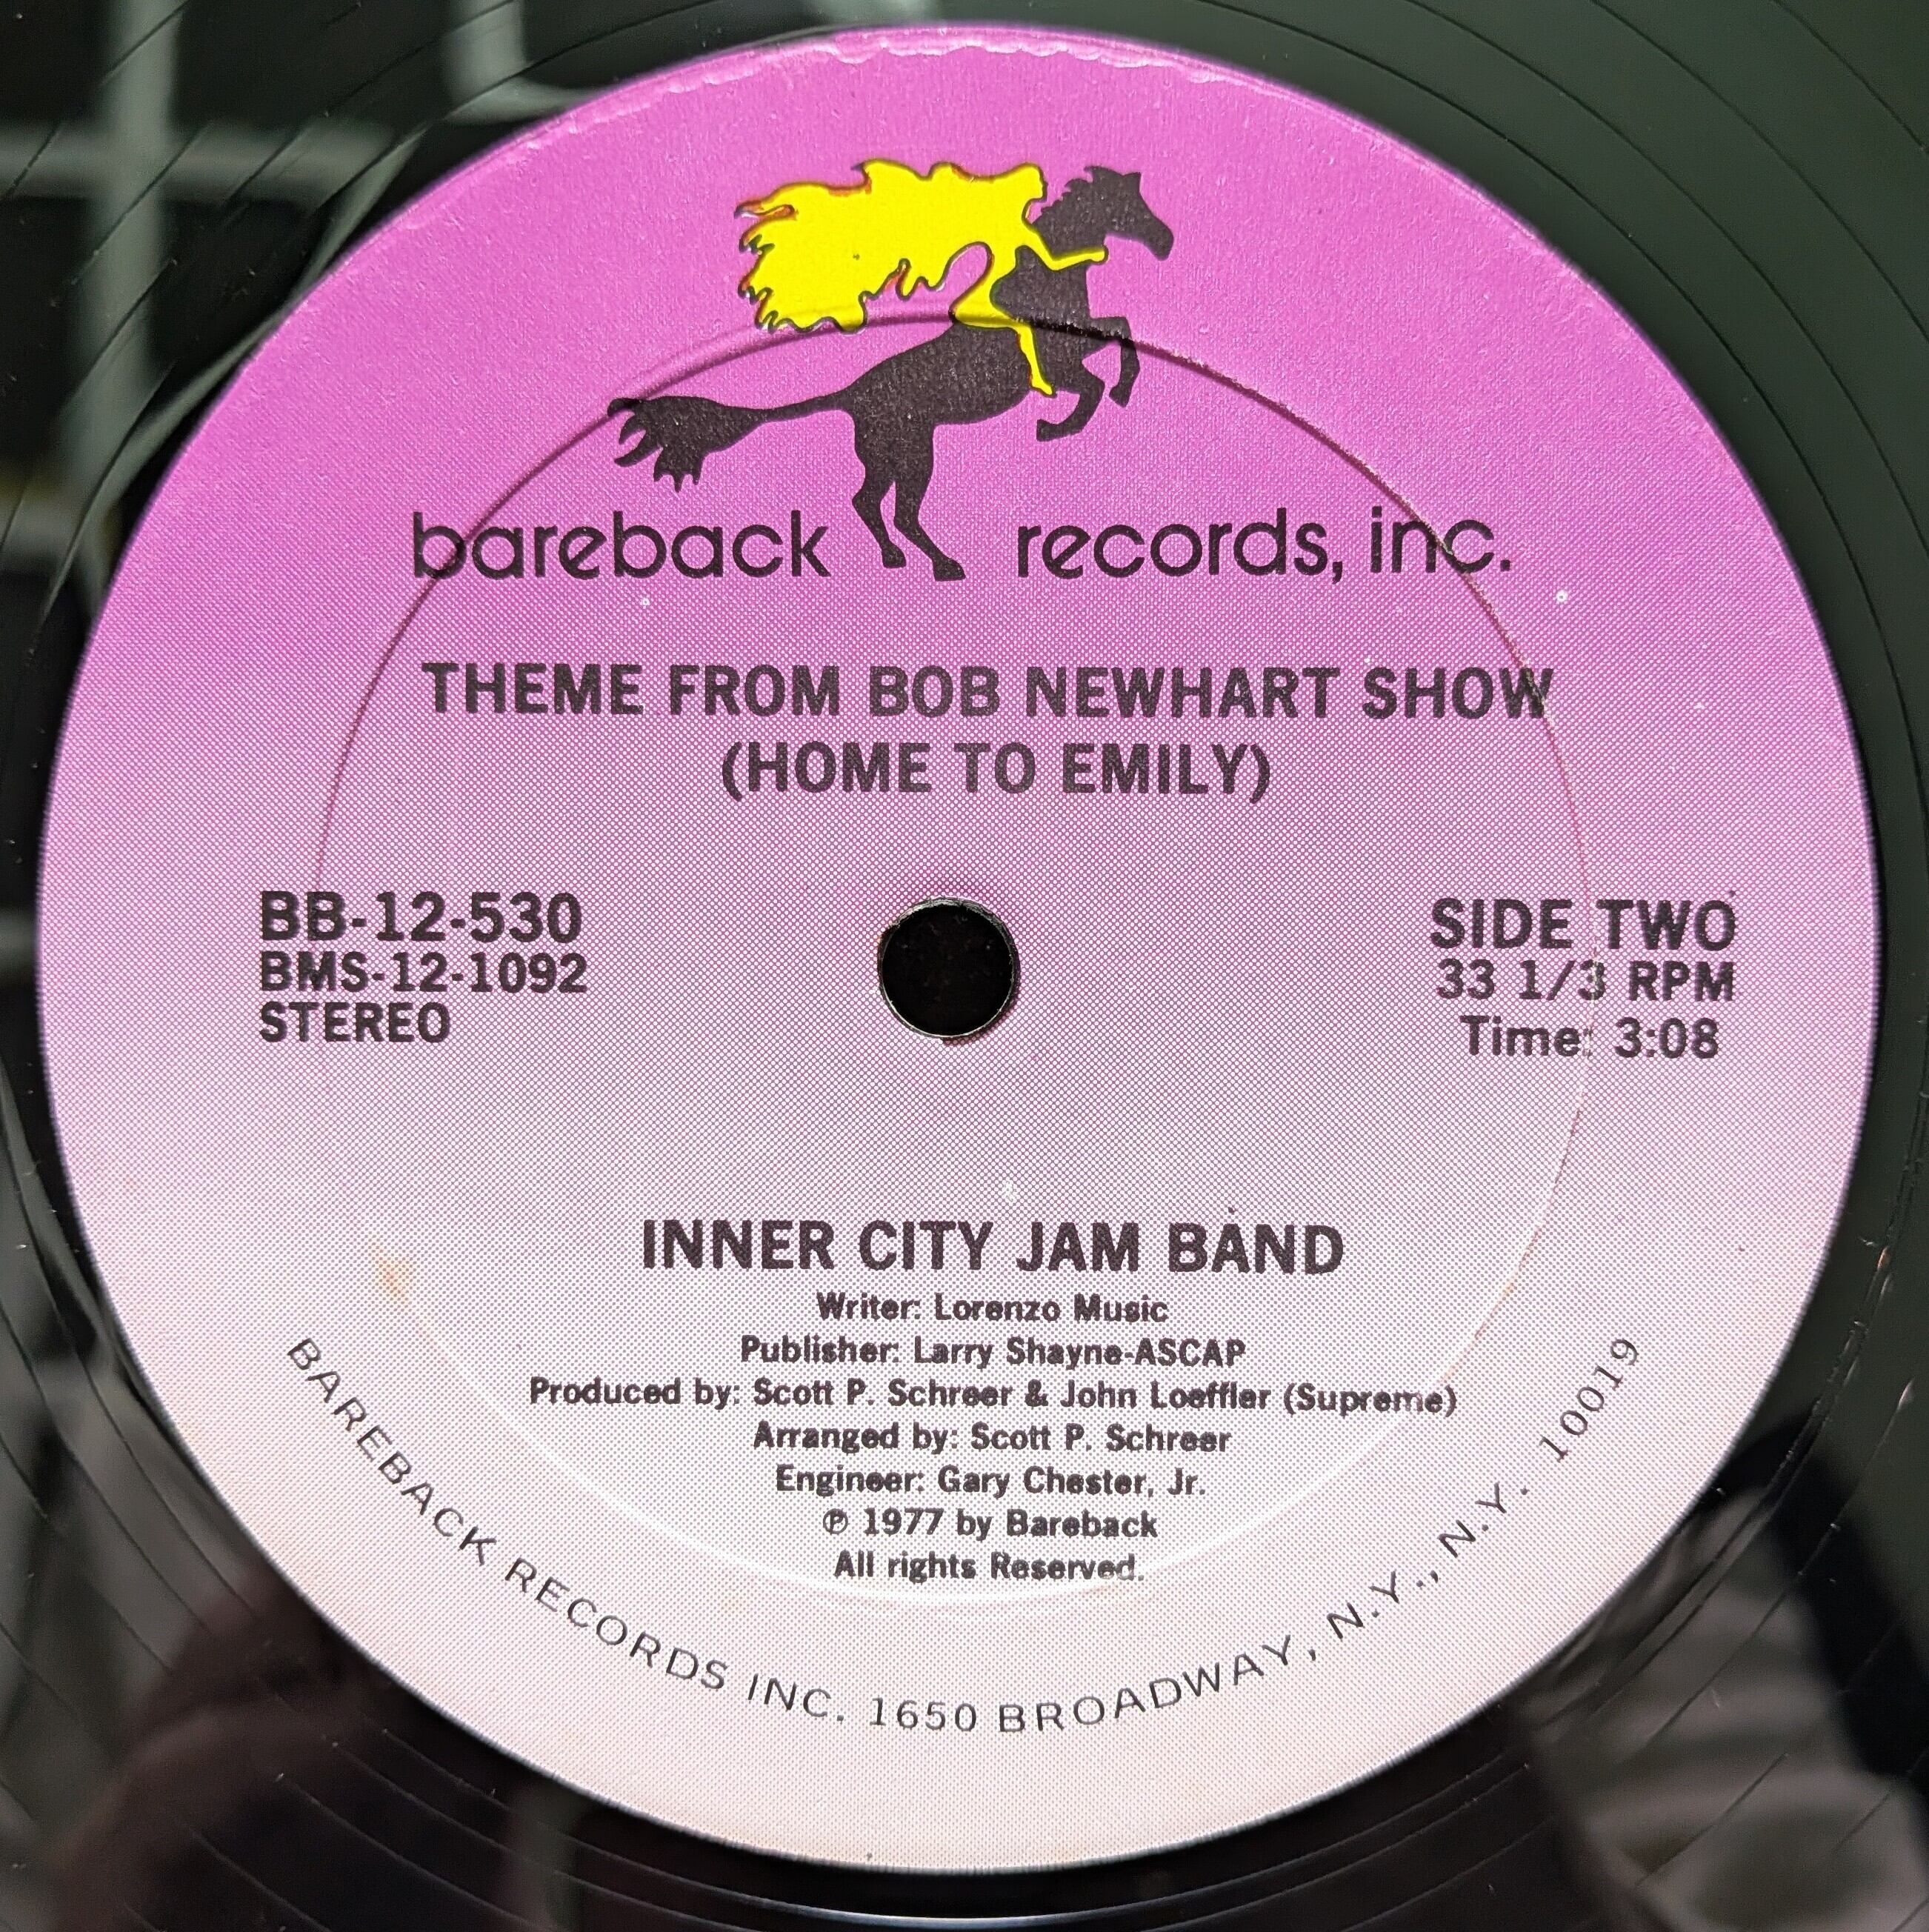 bareback records, inc.
THEME FROM BOB NEWHART SHOW
(HOME TO EMILY)
BB-12-530
BMS-12-1092
STEREO
SIDE TWO
33 1/3 RPM
Time: 3:08
INNER CITY JAM BAND
Writer: Lorenzo Music
Publisher: Larry Shayne-ASCAP
Produced by: Scott P. Schreer & John Loeffler (Supreme)
Arranged by: Scott P. Schreer
Engineer: Gary Chester, Jr.
℗ 1977 by Bareback
All rights Reserved.
BAREBACK RECORDS INC. 1650 BROADWAY, N.Y., N.Y. 10019